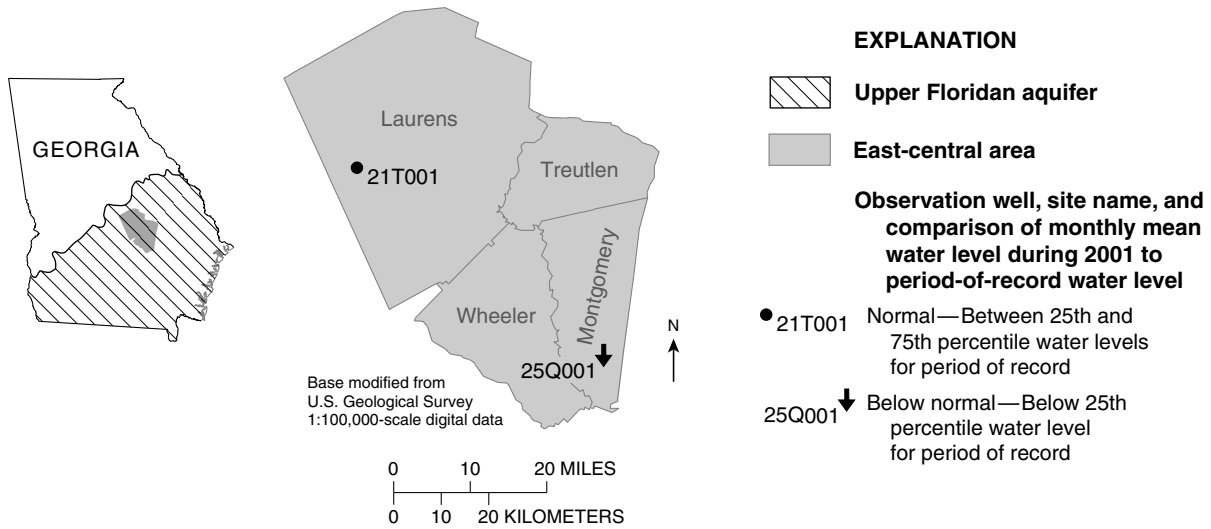 GEORGIA
Laurens
21T001
Treutlen
Montgomery
Wheeler
25Q001
N
Base modified from
U.S. Geological Survey
1:100,000-scale digital data
0 10 20 MILES
0 10 20 KILOMETERS
EXPLANATION
Upper Floridan aquifer
East-central area
Observation well, site name, and
comparison of monthly mean
water level during 2001 to
period-of-record water level
21T001 Normal—Between 25th and
75th percentile water levels
for period of record
25Q001 Below normal—Below 25th
percentile water level
for period of record